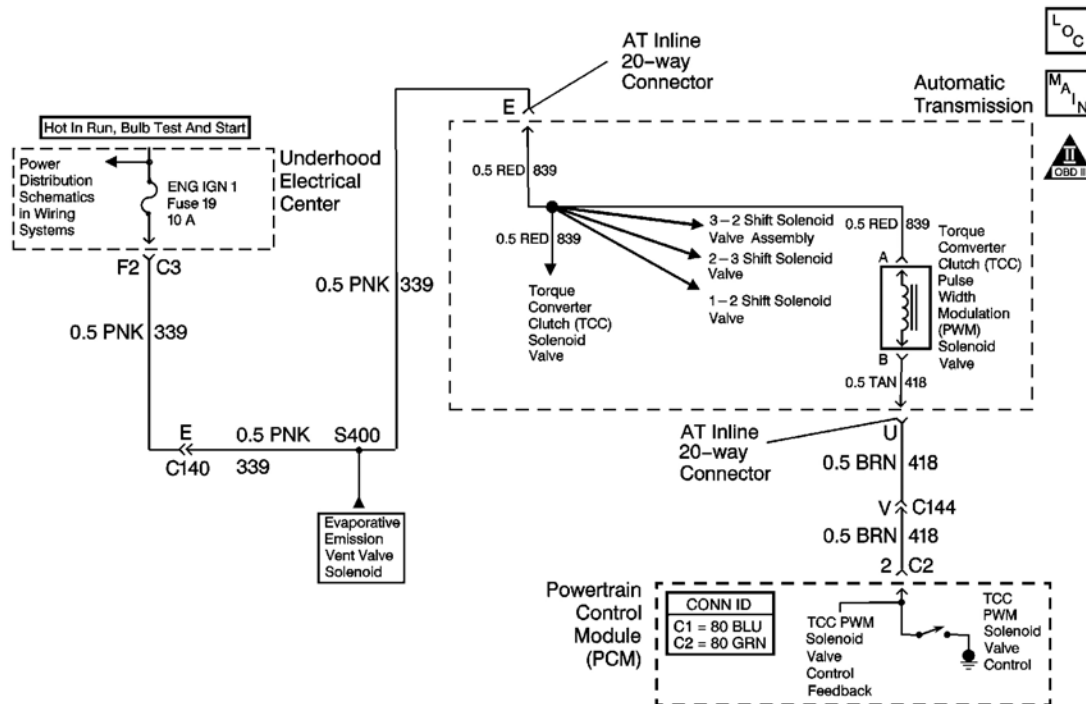 AT Inline
20-way
Connector
E
Automatic
Transmission
LOC
MAIN
II
OBD II
Hot In Run, Bulb Test And Start
Power
Distribution
Schematics
in Wiring
Systems
ENG IGN 1
Fuse 19
10 A
Underhood
Electrical
Center
F2 C3
0.5 PNK 339
E
C140
0.5 PNK
339
S400
Evaporative
Emission
Vent Valve
Solenoid
0.5 PNK 339
0.5 RED 839
0.5 RED 839
Torque
Converter
Clutch (TCC)
Solenoid
Valve
3-2 Shift Solenoid
Valve Assembly
2-3 Shift Solenoid
Valve
1-2 Shift Solenoid
Valve
0.5 RED 839
A
B
Torque
Converter
Clutch (TCC)
Pulse
Width
Modulation
(PWM)
Solenoid
Valve
0.5 TAN 418
AT Inline
20-way
Connector
U
0.5 BRN 418
V C144
0.5 BRN 418
2 C2
Powertrain
Control
Module
(PCM)
CONN ID
C1 = 80 BLU
C2 = 80 GRN
TCC PWM
Solenoid
Valve
Control
Feedback
TCC
PWM
Solenoid
Valve
Control